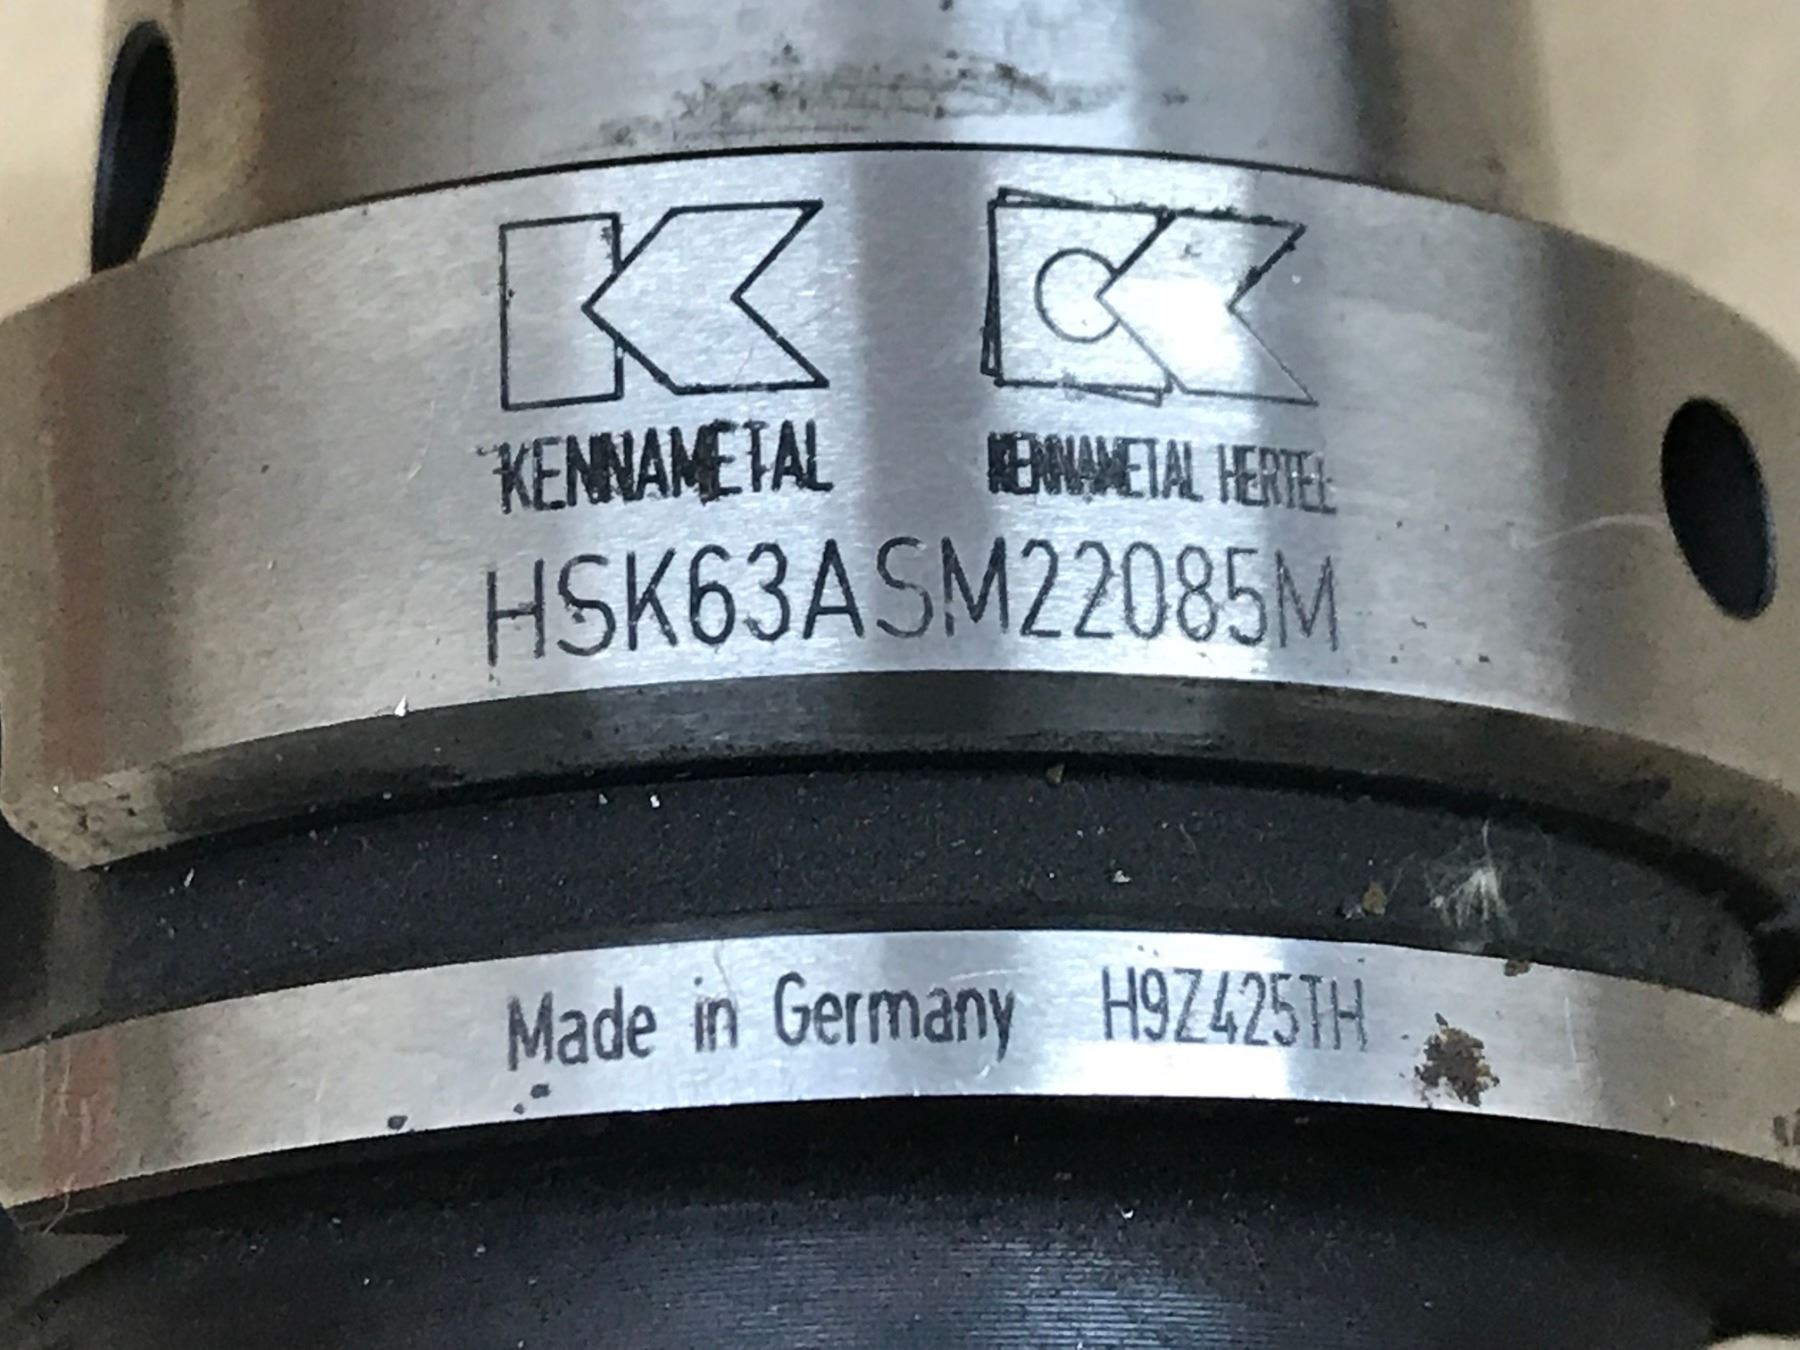 KENNAMETAL KENNAMETAL HERTEL
HSK63ASM22085M
Made in Germany H9Z425TH